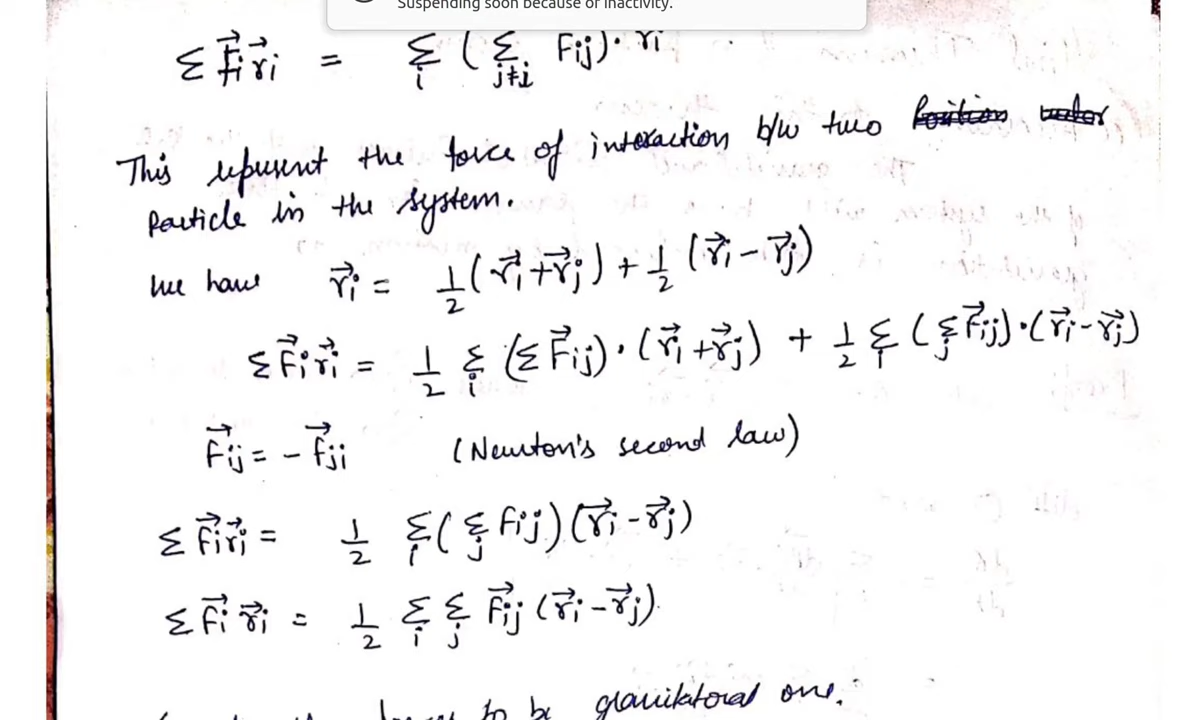 Suspending soon because of inactivity.
Σ F⃗i r⃗i = Σi ( Σj≠i Fij)· ri
This repusent the force of interaction b/w two
Particle in the system.
We have r⃗i = 1/2 (r⃗i + r⃗j) + 1/2 (r⃗i − r⃗j)
Σ F⃗i r⃗i = 1/2 Σi (Σ F⃗ij)·(r⃗i + r⃗j) + 1/2 Σi (Σj F⃗ij)·(r⃗i − r⃗j)
F⃗ij = − F⃗ji (Newton's second law)
Σ F⃗i r⃗i = 1/2 Σi (Σj Fij)(r⃗i − r⃗j)
Σ F⃗i r⃗i = 1/2 Σi Σj F⃗ij (r⃗i − r⃗j).
to be one.